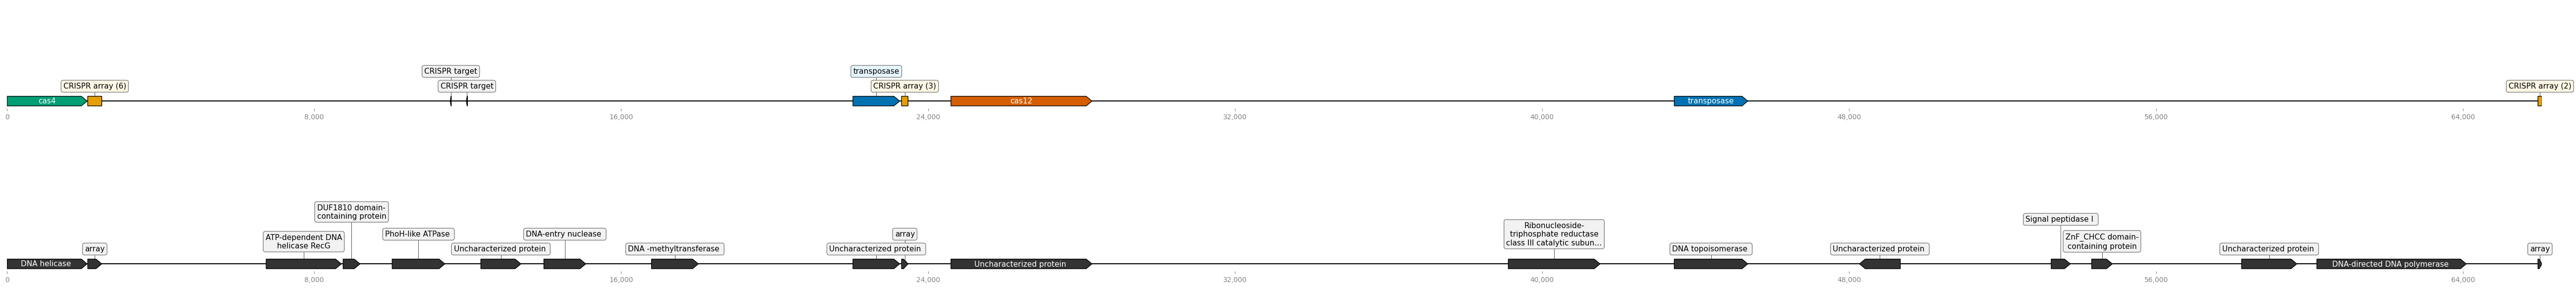 CRISPR target
transposase
CRISPR array (6)
CRISPR target
CRISPR array (3)
CRISPR array (2)
cas4
cas12
transposase
0
8,000
16,000
24,000
32,000
40,000
48,000
56,000
64,000
DUF1810 domain-
containing protein
Signal peptidase I
Ribonucleoside-
triphosphate reductase
class III catalytic subun...
ATP-dependent DNA
helicase RecG
PhoH-like ATPase
DNA-entry nuclease
array
ZnF_CHCC domain-
containing protein
array
Uncharacterized protein
DNA -methyltransferase
Uncharacterized protein
DNA topoisomerase
Uncharacterized protein
Uncharacterized protein
array
DNA helicase
Uncharacterized protein
DNA-directed DNA polymerase
0
8,000
16,000
24,000
32,000
40,000
48,000
56,000
64,000